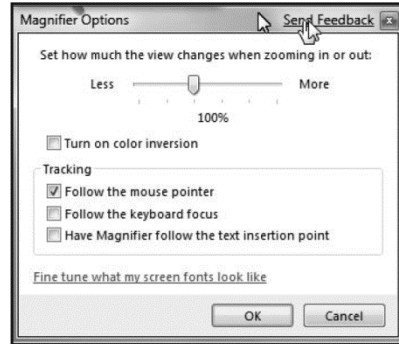 Magnifier Options Send Feedback
Set how much the view changes when zooming in or out:
Less More
100%
Turn on color inversion
Tracking
Follow the mouse pointer
Follow the keyboard focus
Have Magnifier follow the text insertion point
Fine tune what my screen fonts look like
OK Cancel